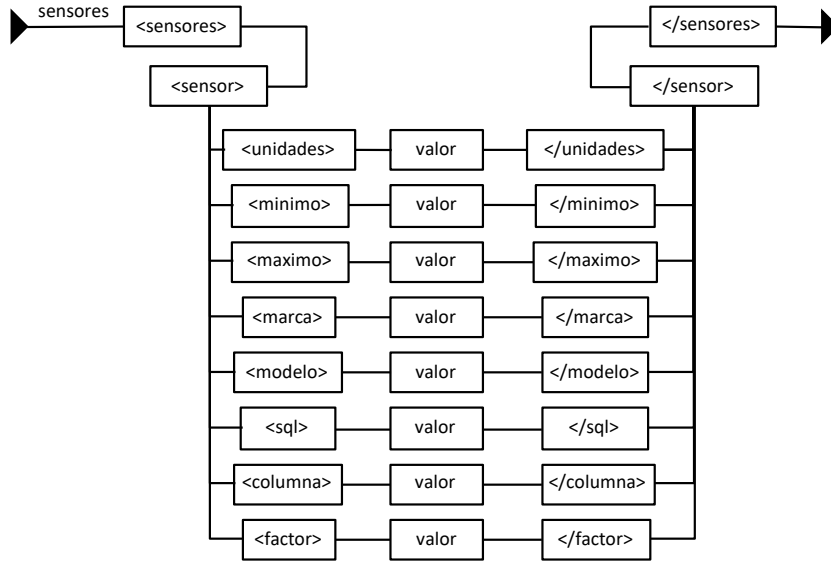 sensores
<sensores> </sensores>
<sensor> </sensor>
<unidades> valor </unidades>
<minimo> valor </minimo>
<maximo> valor </maximo>
<marca> valor </marca>
<modelo> valor </modelo>
<sql> valor </sql>
<columna> valor </columna>
<factor> valor </factor>